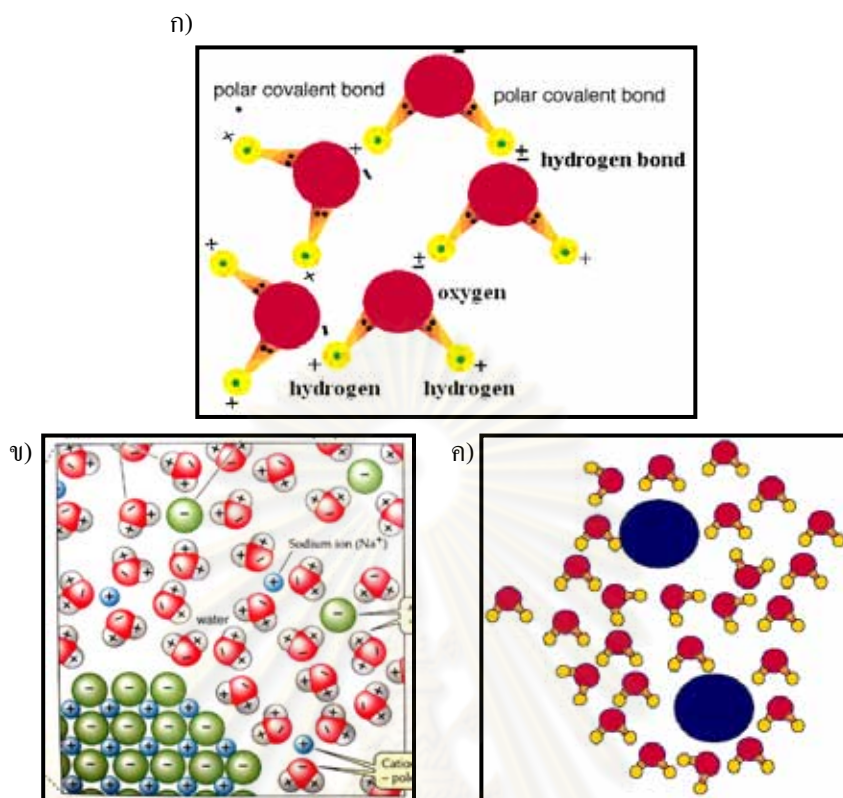 ก)
polar covalent bond
polar covalent bond
hydrogen bond
oxygen
hydrogen
hydrogen
ข)
Sodium ion (Na+)
water
Catio
– pole
ค)